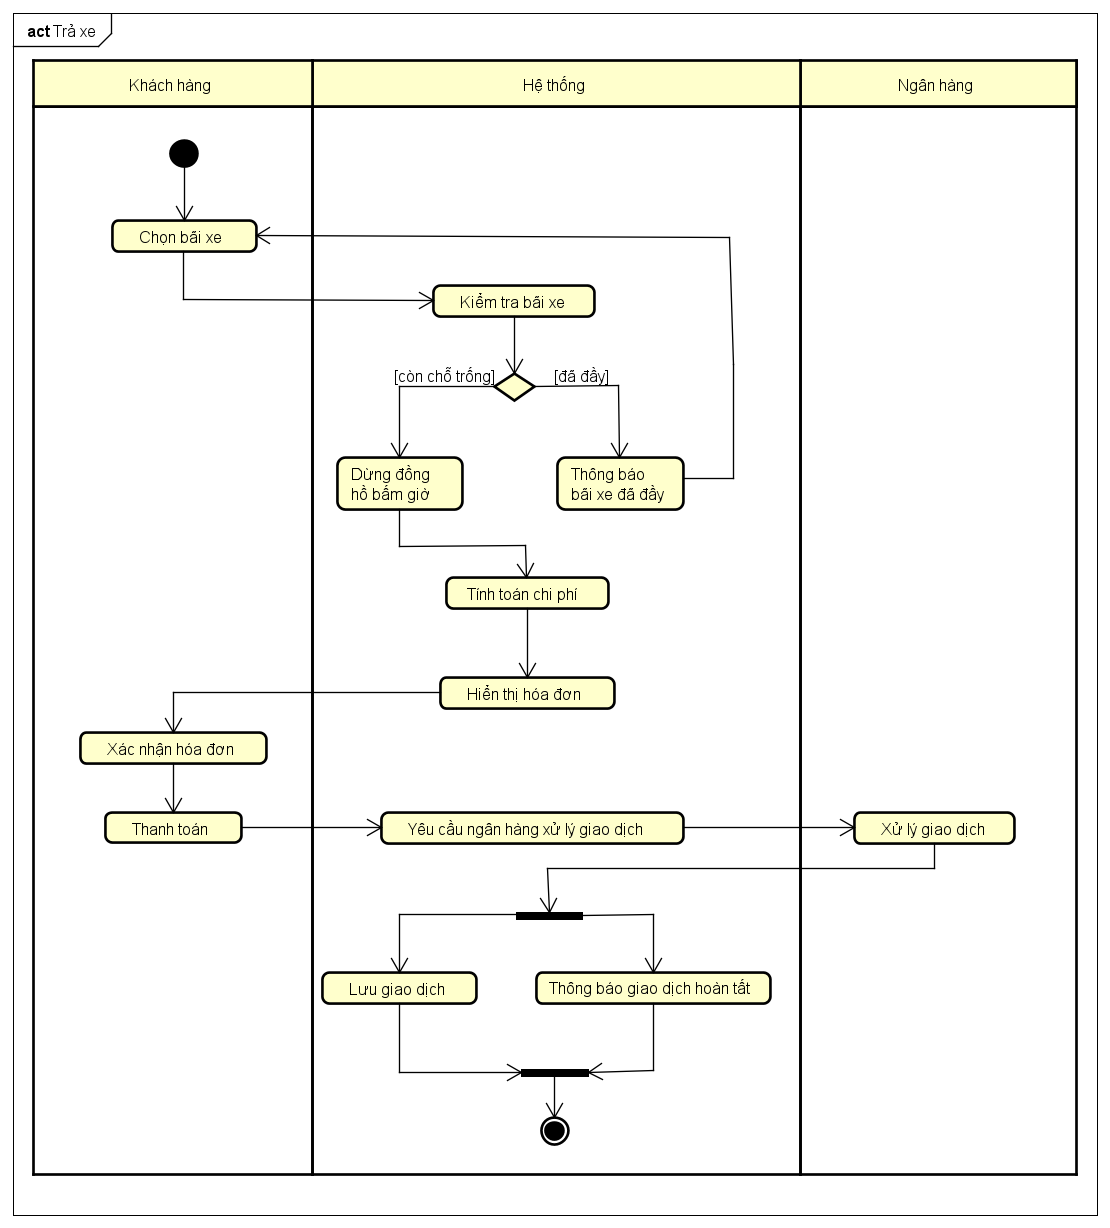 act Trả xe
Khách hàng
Hệ thống
Ngân hàng
Chọn bãi xe
Kiểm tra bãi xe
[còn chỗ trống]
[đã đầy]
Dừng đồng
hồ bấm giờ
Thông báo
bãi xe đã đầy
Tính toán chi phí
Hiển thị hóa đơn
Xác nhận hóa đơn
Thanh toán
Yêu cầu ngân hàng xử lý giao dịch
Xử lý giao dịch
Lưu giao dịch
Thông báo giao dịch hoàn tất